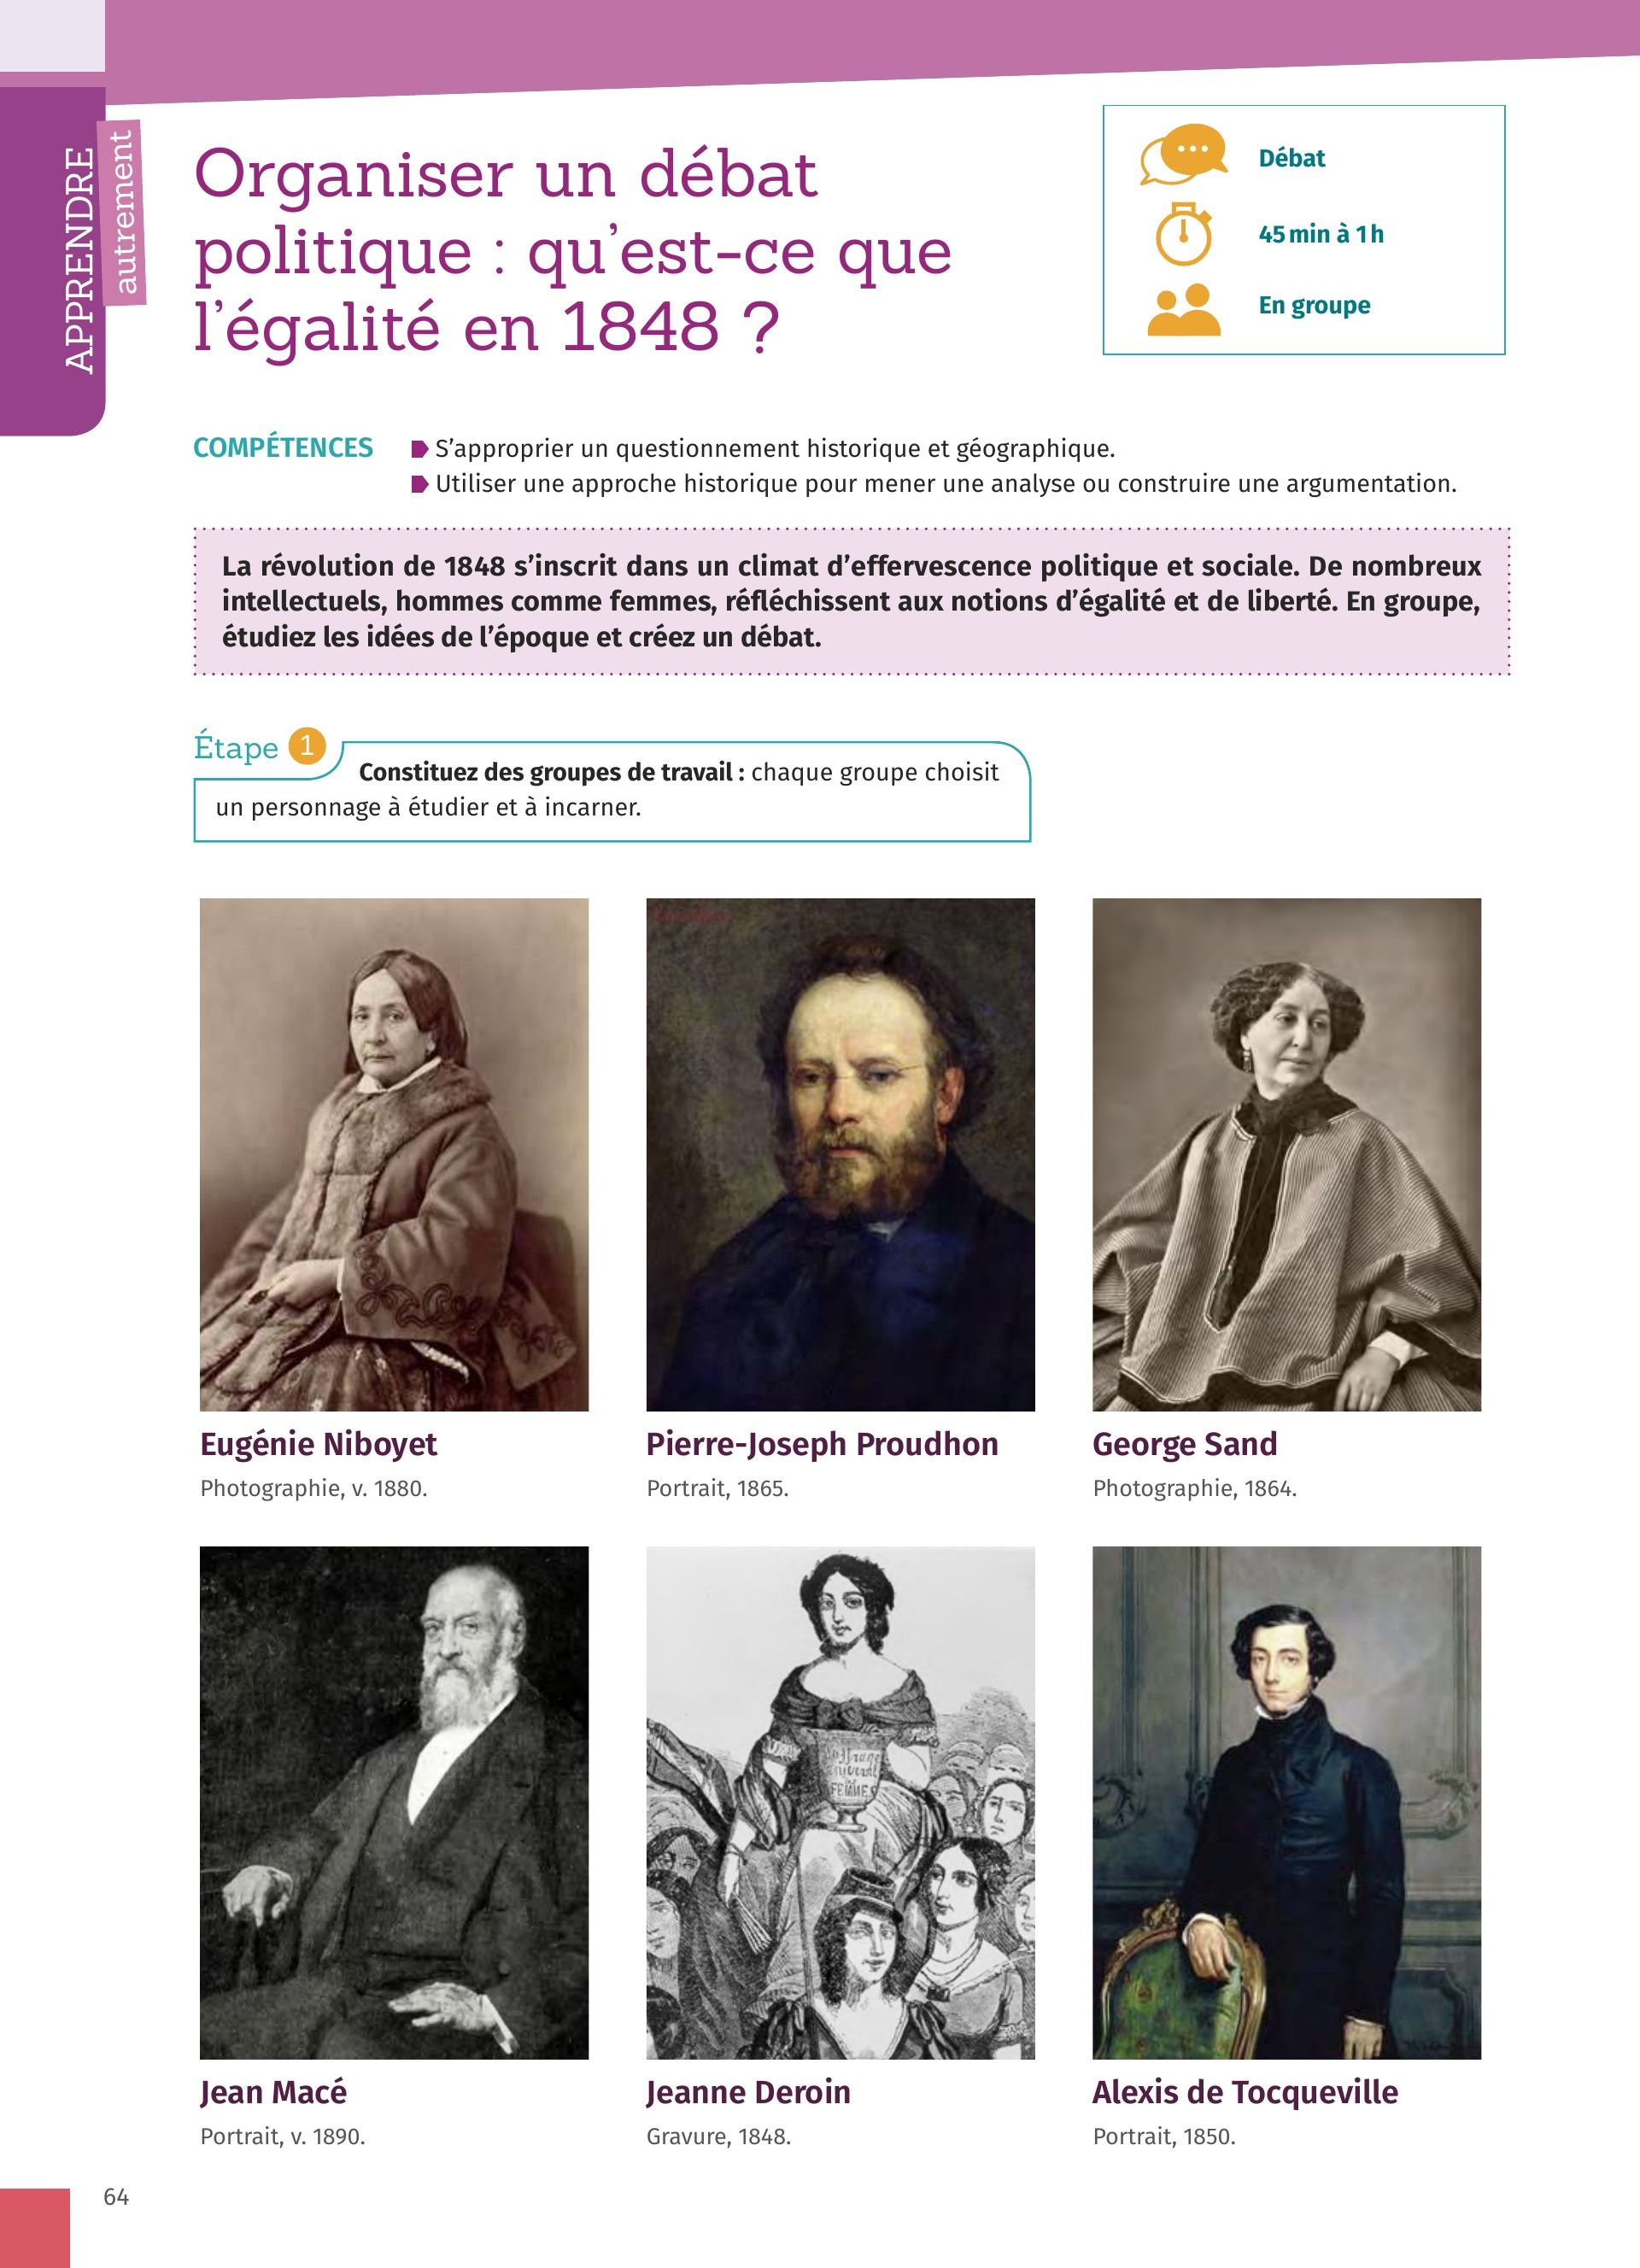 APPRENDRE
autrement
Organiser un débat
politique : qu’est-ce que
l’égalité en 1848 ?
Débat
45 min à 1 h
En groupe
COMPÉTENCES
S’approprier un questionnement historique et géographique.
Utiliser une approche historique pour mener une analyse ou construire une argumentation.
La révolution de 1848 s’inscrit dans un climat d’effervescence politique et sociale. De nombreux
intellectuels, hommes comme femmes, réfléchissent aux notions d’égalité et de liberté. En groupe,
étudiez les idées de l’époque et créez un débat.
Étape 1
Constituez des groupes de travail : chaque groupe choisit
un personnage à étudier et à incarner.
Eugénie Niboyet
Photographie, v. 1880.
Pierre-Joseph Proudhon
Portrait, 1865.
George Sand
Photographie, 1864.
FEMMES
Jean Macé
Portrait, v. 1890.
Jeanne Deroin
Gravure, 1848.
Alexis de Tocqueville
Portrait, 1850.
64